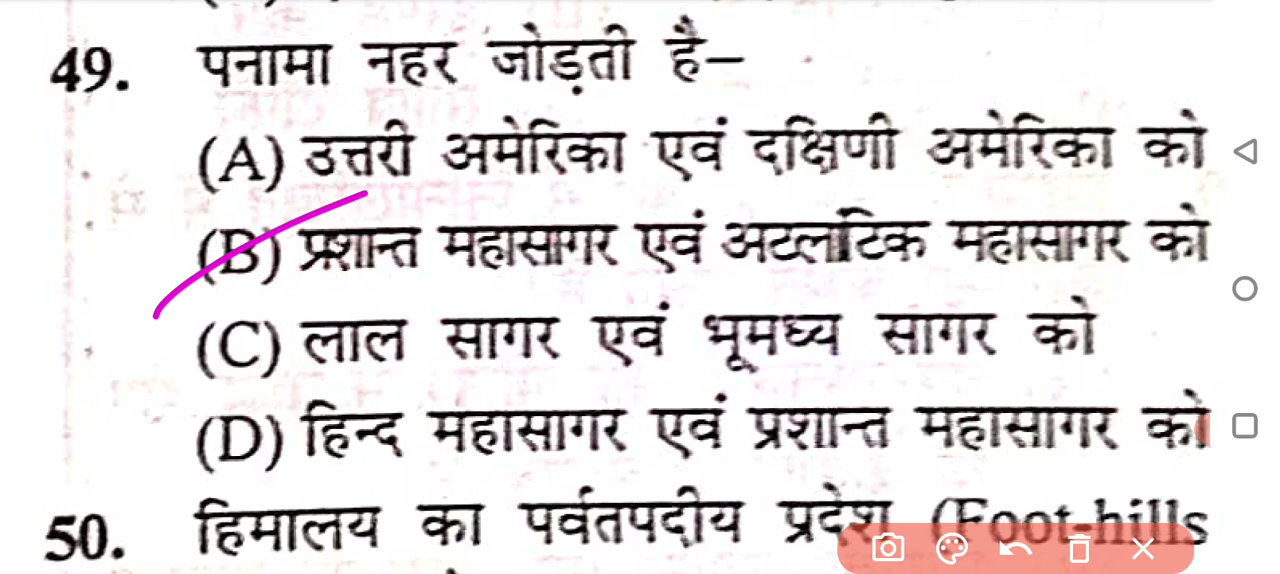 49. पनामा नहर जोड़ती है–
(A) उत्तरी अमेरिका एवं दक्षिणी अमेरिका को
(B) प्रशान्त महासागर एवं अटलांटिक महासागर को
(C) लाल सागर एवं भूमध्य सागर को
(D) हिन्द महासागर एवं प्रशान्त महासागर को
50. हिमालय का पर्वतपदीय प्रदेश (Foot-hills